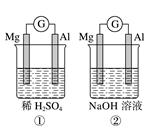 G G
Mg Al Mg Al
稀 H₂SO₄ NaOH 溶液
① ②